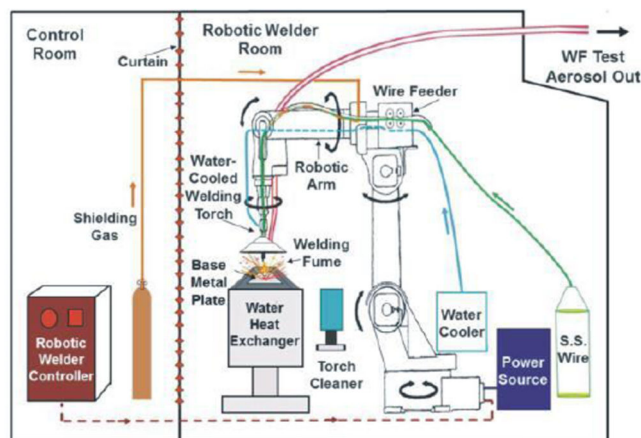 Control
Room
Robotic Welder
Room
Curtain
WF Test
Aerosol Out
Wire Feeder
Water-
Cooled
Welding
Torch
Robotic
Arm
Shielding
Gas
Welding
Fume
Base
Metal
Plate
Water
Heat
Exchanger
Torch
Cleaner
Water
Cooler
Power
Source
S.S.
Wire
Robotic
Welder
Controller